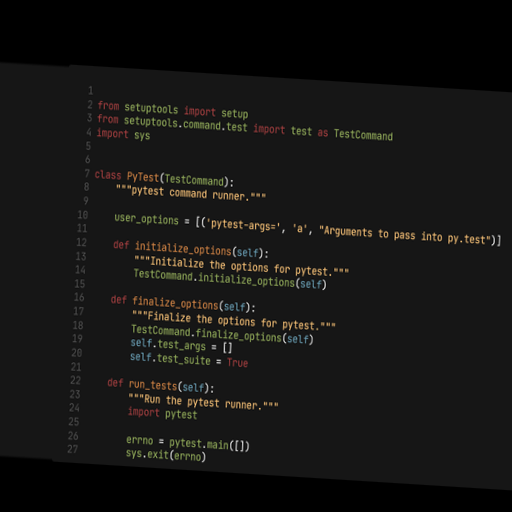 1
2 from setuptools import setup
3 from setuptools.command.test import test as TestCommand
4 import sys
5
6
7 class PyTest(TestCommand):
8     """pytest command runner."""
9
10     user_options = [('pytest-args=', 'a', "Arguments to pass into py.test")]
11
12     def initialize_options(self):
13         """Initialize the options for pytest."""
14         TestCommand.initialize_options(self)
15
16     def finalize_options(self):
17         """Finalize the options for pytest."""
18         TestCommand.finalize_options(self)
19         self.test_args = []
20         self.test_suite = True
21
22     def run_tests(self):
23         """Run the pytest runner."""
24         import pytest
25
26         errno = pytest.main([])
27         sys.exit(errno)